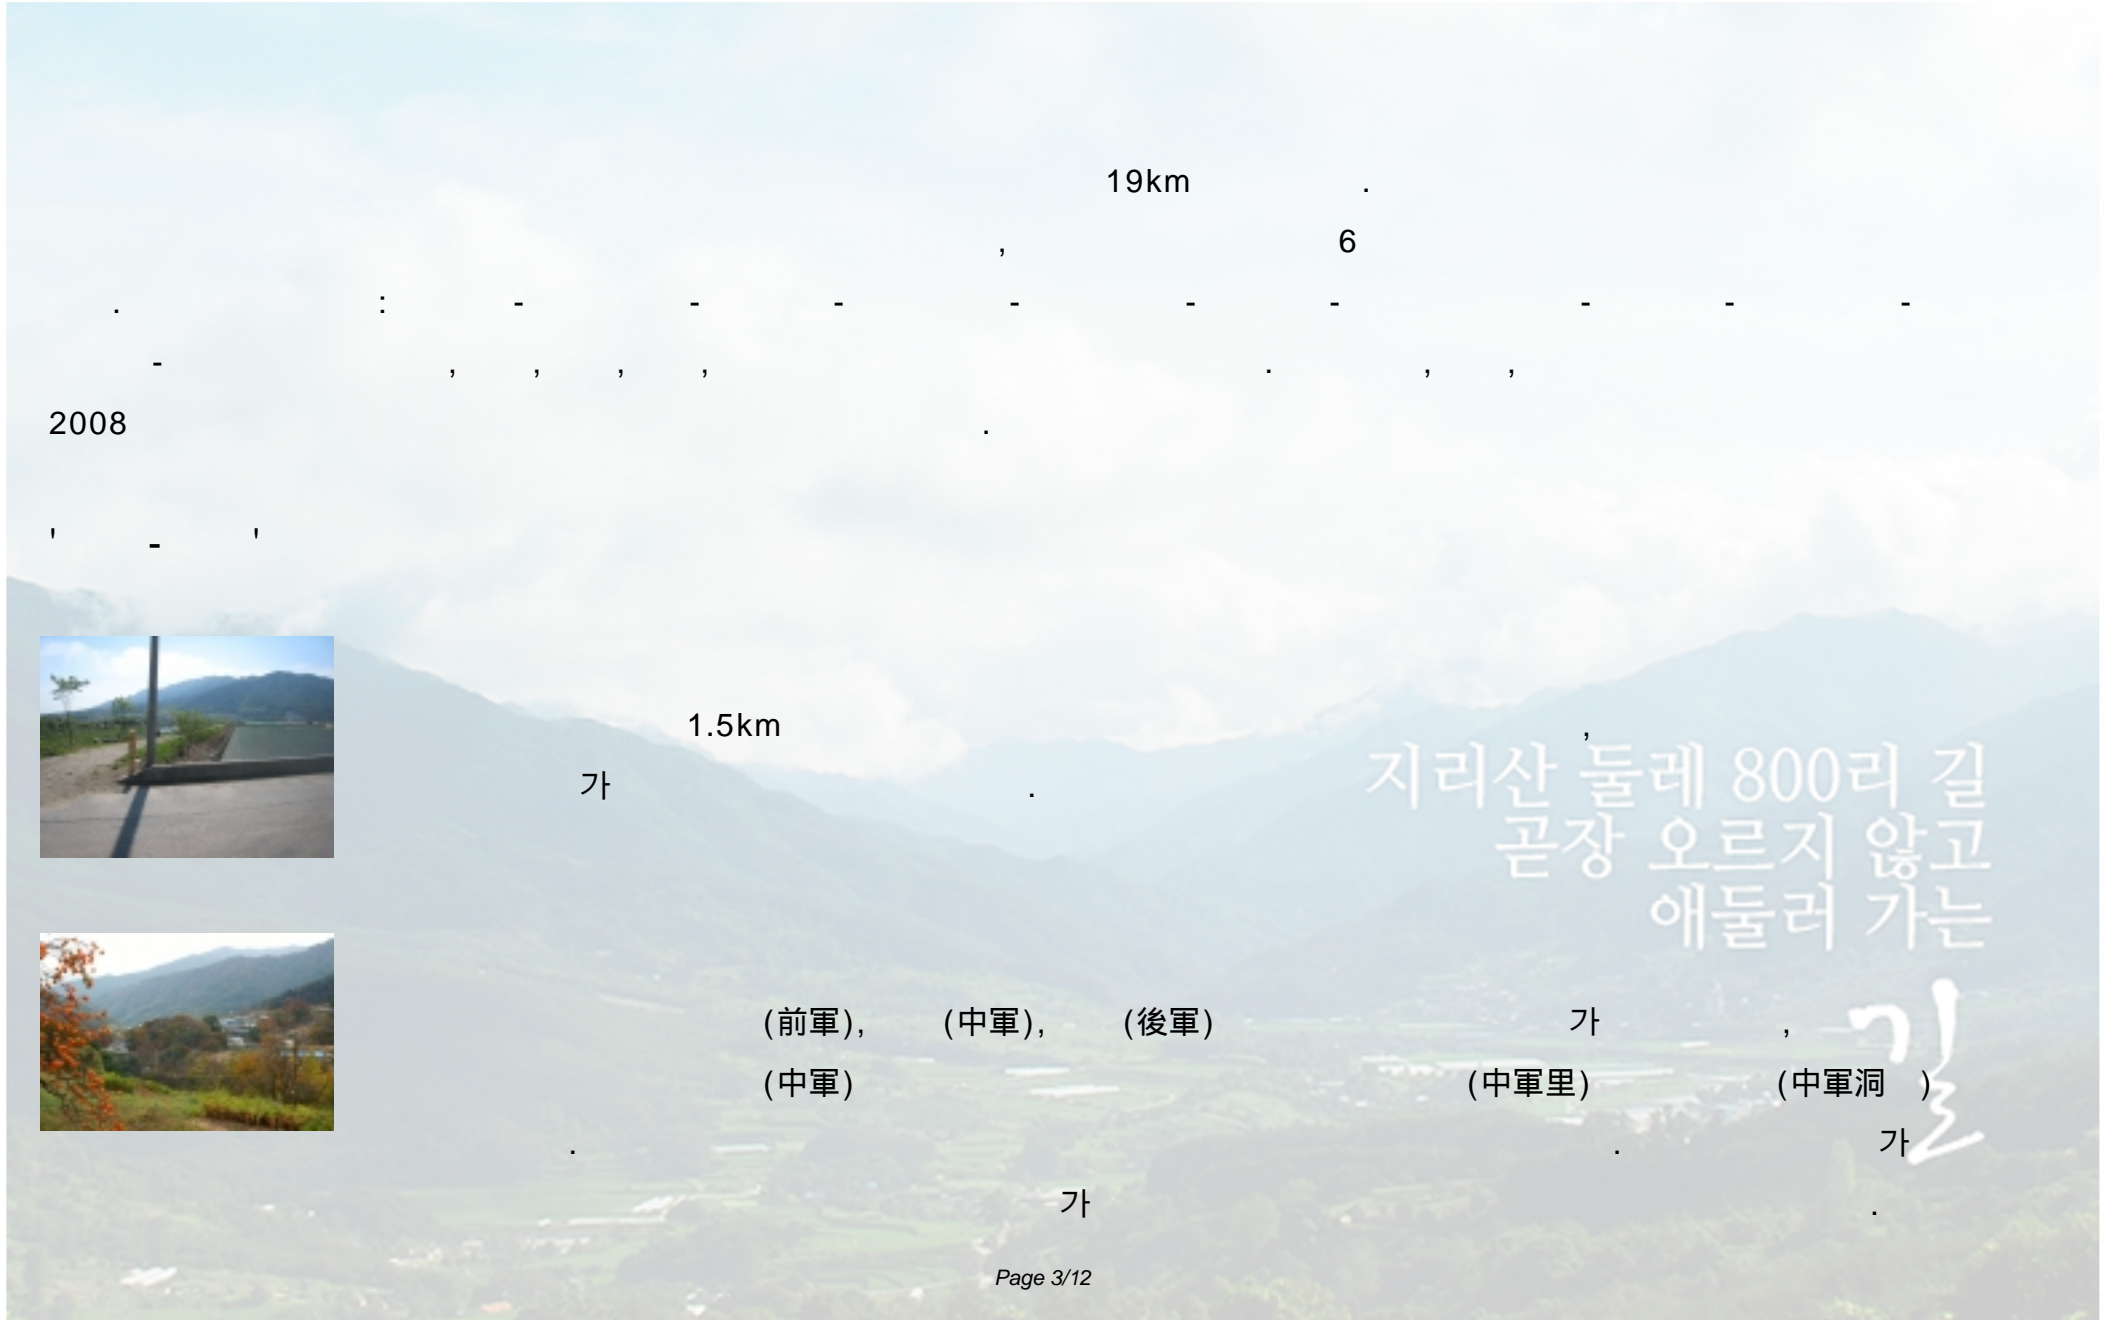 19km .
, 6
. : - - - - - - - - -
- , , , , . , ,
2008 .
' - '
1.5km ,
가 .
지리산 둘레 800리 길
곧장 오르지 않고
애둘러 가는
길
(前軍), (中軍), (後軍) 가 ,
(中軍) (中軍里) (中軍洞 )
. . 가
가 .
Page 3/12